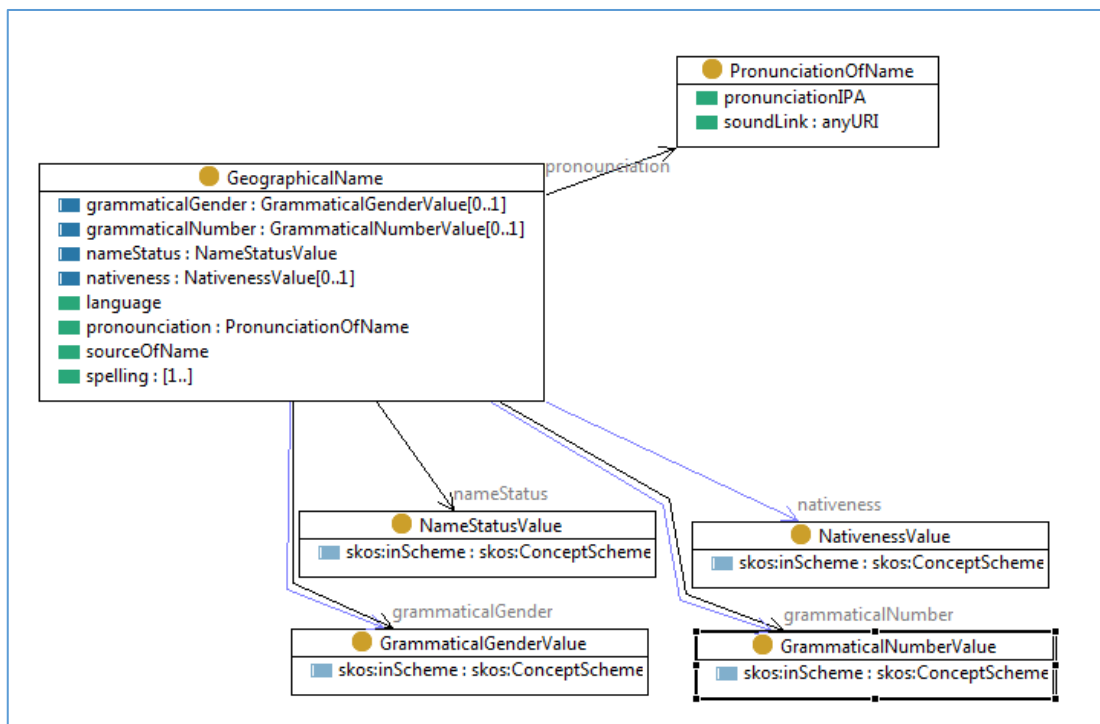 PronunciationOfName
pronunciationIPA
soundLink : anyURI
pronounciation
GeographicalName
grammaticalGender : GrammaticalGenderValue[0..1]
grammaticalNumber : GrammaticalNumberValue[0..1]
nameStatus : NameStatusValue
nativeness : NativenessValue[0..1]
language
pronounciation : PronunciationOfName
sourceOfName
spelling : [1..]
nameStatus
nativeness
NameStatusValue
skos:inScheme : skos:ConceptScheme
NativenessValue
skos:inScheme : skos:ConceptScheme
grammaticalGender
grammaticalNumber
GrammaticalGenderValue
skos:inScheme : skos:ConceptScheme
GrammaticalNumberValue
skos:inScheme : skos:ConceptScheme